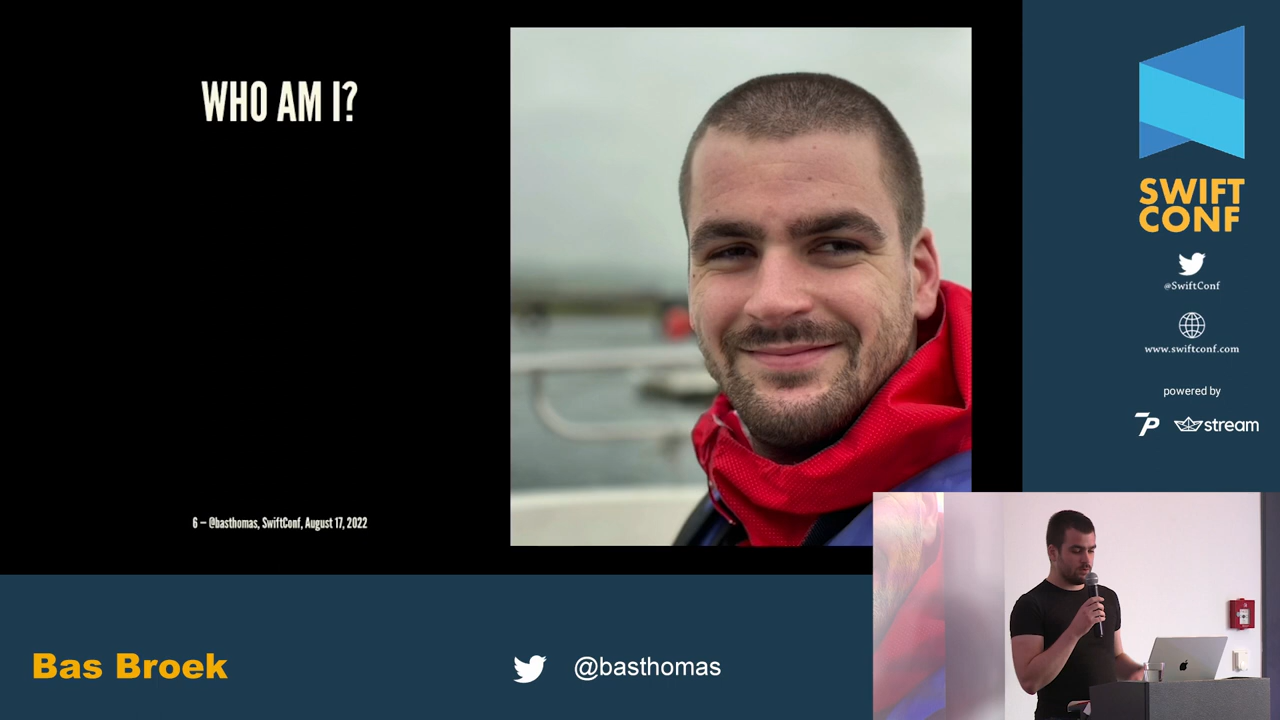 WHO AM I?
6 — @basthomas, SwiftConf, August 17, 2022
SWIFT
CONF
@SwiftConf
www.swiftconf.com
powered by
7P
stream
Bas Broek
@basthomas